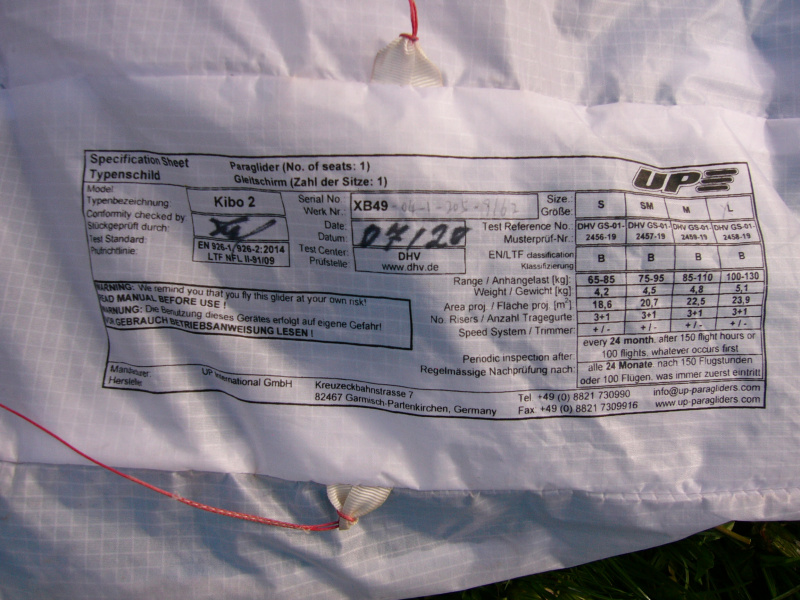 Specification Sheet
Typenschild
Paraglider (No. of seats: 1)
Gleitschirm (Zahl der Sitze: 1)
UP
Model
Typenbezeichnung
Kibo 2
Conformity checked by
Stückgeprüft durch:
Test Standard:
Prüfrichtlinie:
EN 926-1/926-2:2014
LTF NFL II-91/09
Serial No
Werk Nr.:
XB49
Date:
Datum:
07/20
Test Center:
Prüfstelle:
DHV
www.dhv.de
Size.:
Größe:
S SM M L
Test Reference No.:
Musterprüf-Nr.:
DHV GS-01-2456-19 DHV GS-01-2457-19 DHV GS-01-2459-19 DHV GS-01-2458-19
EN/LTF classification
Klassifizierung
B B B B
Range / Anhängelast [kg]: 65-85 75-95 85-110 100-130
Weight / Gewicht [kg]: 4,2 4,5 4,8 5,1
Area proj. / Fläche proj. [m²]: 18,6 20,7 22,5 23,9
No. Risers / Anzahl Tragegurte: 3+1 3+1 3+1 3+1
Speed System / Trimmer: + / - + / - + / - + / -
Periodic inspection after:
every 24 month, after 150 flight hours or
100 flights, whatever occurs first
Regelmässige Nachprüfung nach:
alle 24 Monate, nach 150 Flugstunden
oder 100 Flügen, was immer zuerst eintritt
WARNING: We remind you that you fly this glider at your own risk!
READ MANUAL BEFORE USE !
WARNUNG: Die Benutzung dieses Gerätes erfolgt auf eigene Gefahr!
GEBRAUCH BETRIEBSANWEISUNG LESEN !
Herstelle
UP International GmbH
Kreuzeckbahnstrasse 7
82467 Garmisch-Partenkirchen, Germany
Tel +49 (0) 8821 730990
Fax +49 (0) 8821 7309916
info@up-paragliders.com
www.up-paragliders.com